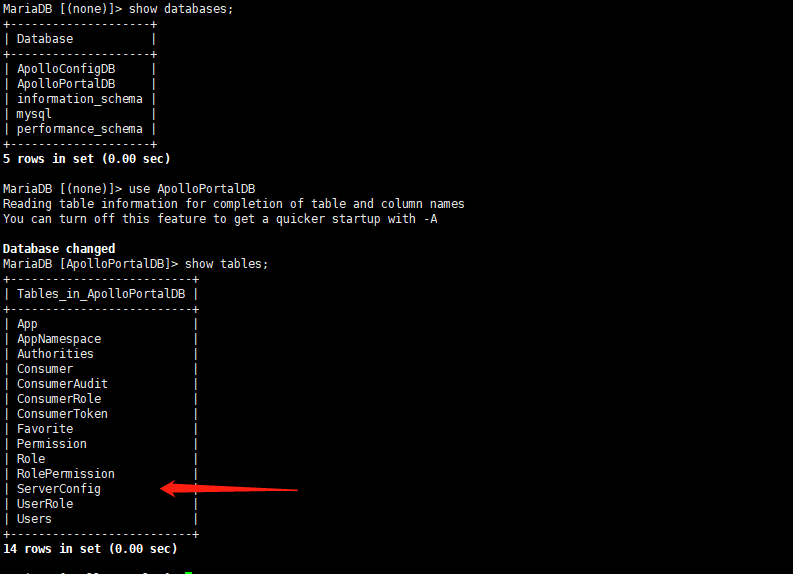 MariaDB [(none)]> show databases;
+--------------------+
| Database           |
+--------------------+
| ApolloConfigDB     |
| ApolloPortalDB     |
| information_schema |
| mysql              |
| performance_schema |
+--------------------+
5 rows in set (0.00 sec)
MariaDB [(none)]> use ApolloPortalDB
Reading table information for completion of table and column names
You can turn off this feature to get a quicker startup with -A
Database changed
MariaDB [ApolloPortalDB]> show tables;
+--------------------------+
| Tables_in_ApolloPortalDB |
+--------------------------+
| App                      |
| AppNamespace             |
| Authorities              |
| Consumer                 |
| ConsumerAudit            |
| ConsumerRole             |
| ConsumerToken            |
| Favorite                 |
| Permission               |
| Role                     |
| RolePermission           |
| ServerConfig             |
| UserRole                 |
| Users                    |
+--------------------------+
14 rows in set (0.00 sec)